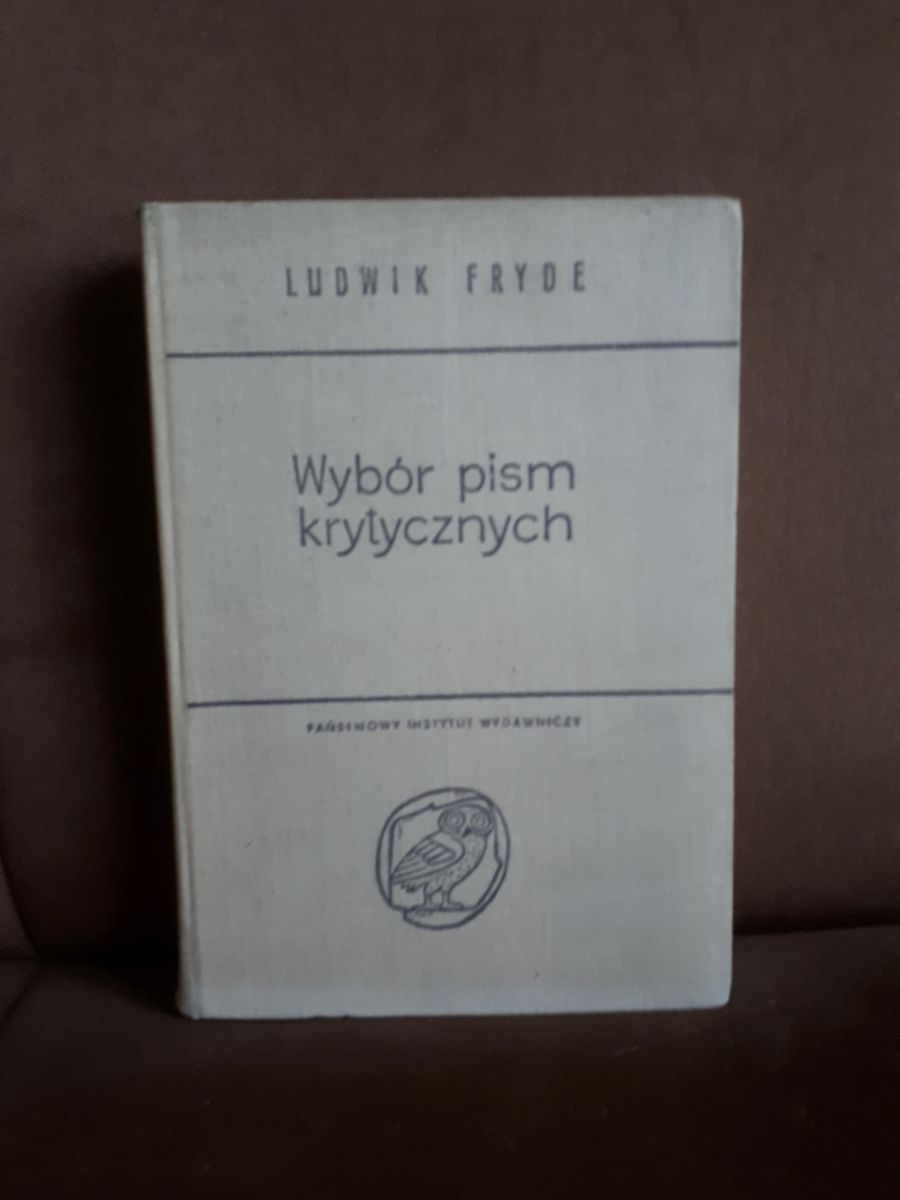 LUDWIK FRYDE
Wybór pism
krytycznych
PAŃSTWOWY INSTYTUT WYDAWNICZY